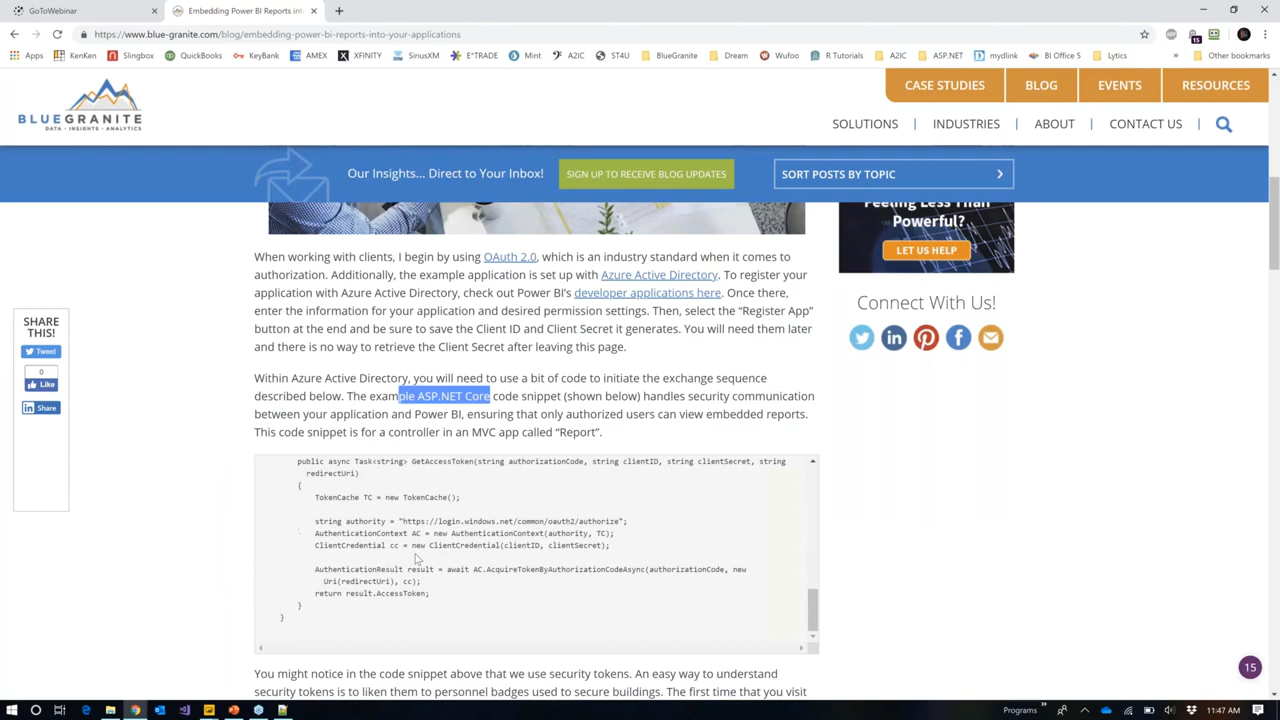 GoToWebinar
Embedding Power BI Reports into
https://www.blue-granite.com/blog/embedding-power-bi-reports-into-your-applications
Apps KenKen Slingbox QuickBooks KeyBank AMEX XFINITY SiriusXM E*TRADE Mint A2IC ST4U BlueGranite Dream Wufoo R Tutorials A2IC ASP.NET mydlink BI Office 5 Lytics » Other bookmarks
CASE STUDIES BLOG EVENTS RESOURCES
BLUEGRANITE
DATA · INSIGHTS · ANALYTICS
SOLUTIONS | INDUSTRIES | ABOUT | CONTACT US
Our Insights... Direct to Your Inbox! SIGN UP TO RECEIVE BLOG UPDATES SORT POSTS BY TOPIC
Feeling Less Than
Powerful?
LET US HELP
When working with clients, I begin by using OAuth 2.0, which is an industry standard when it comes to
authorization. Additionally, the example application is set up with Azure Active Directory. To register your
application with Azure Active Directory, check out Power BI’s developer applications here. Once there,
enter the information for your application and desired permission settings. Then, select the “Register App”
button at the end and be sure to save the Client ID and Client Secret it generates. You will need them later
and there is no way to retrieve the Client Secret after leaving this page.
Connect With Us!
SHARE
THIS!
Tweet
0
Like
Share
Within Azure Active Directory, you will need to use a bit of code to initiate the exchange sequence
described below. The example ASP.NET Core code snippet (shown below) handles security communication
between your application and Power BI, ensuring that only authorized users can view embedded reports.
This code snippet is for a controller in an MVC app called “Report”.
public async Task<string> GetAccessToken(string authorizationCode, string clientID, string clientSecret, string
redirectUri)
{
TokenCache TC = new TokenCache();
string authority = "https://login.windows.net/common/oauth2/authorize";
AuthenticationContext AC = new AuthenticationContext(authority, TC);
ClientCredential cc = new ClientCredential(clientID, clientSecret);
AuthenticationResult result = await AC.AcquireTokenByAuthorizationCodeAsync(authorizationCode, new
Uri(redirectUri), cc);
return result.AccessToken;
}
}
You might notice in the code snippet above that we use security tokens. An easy way to understand
security tokens is to liken them to personnel badges used to secure buildings. The first time that you visit
15
Programs » 11:47 AM